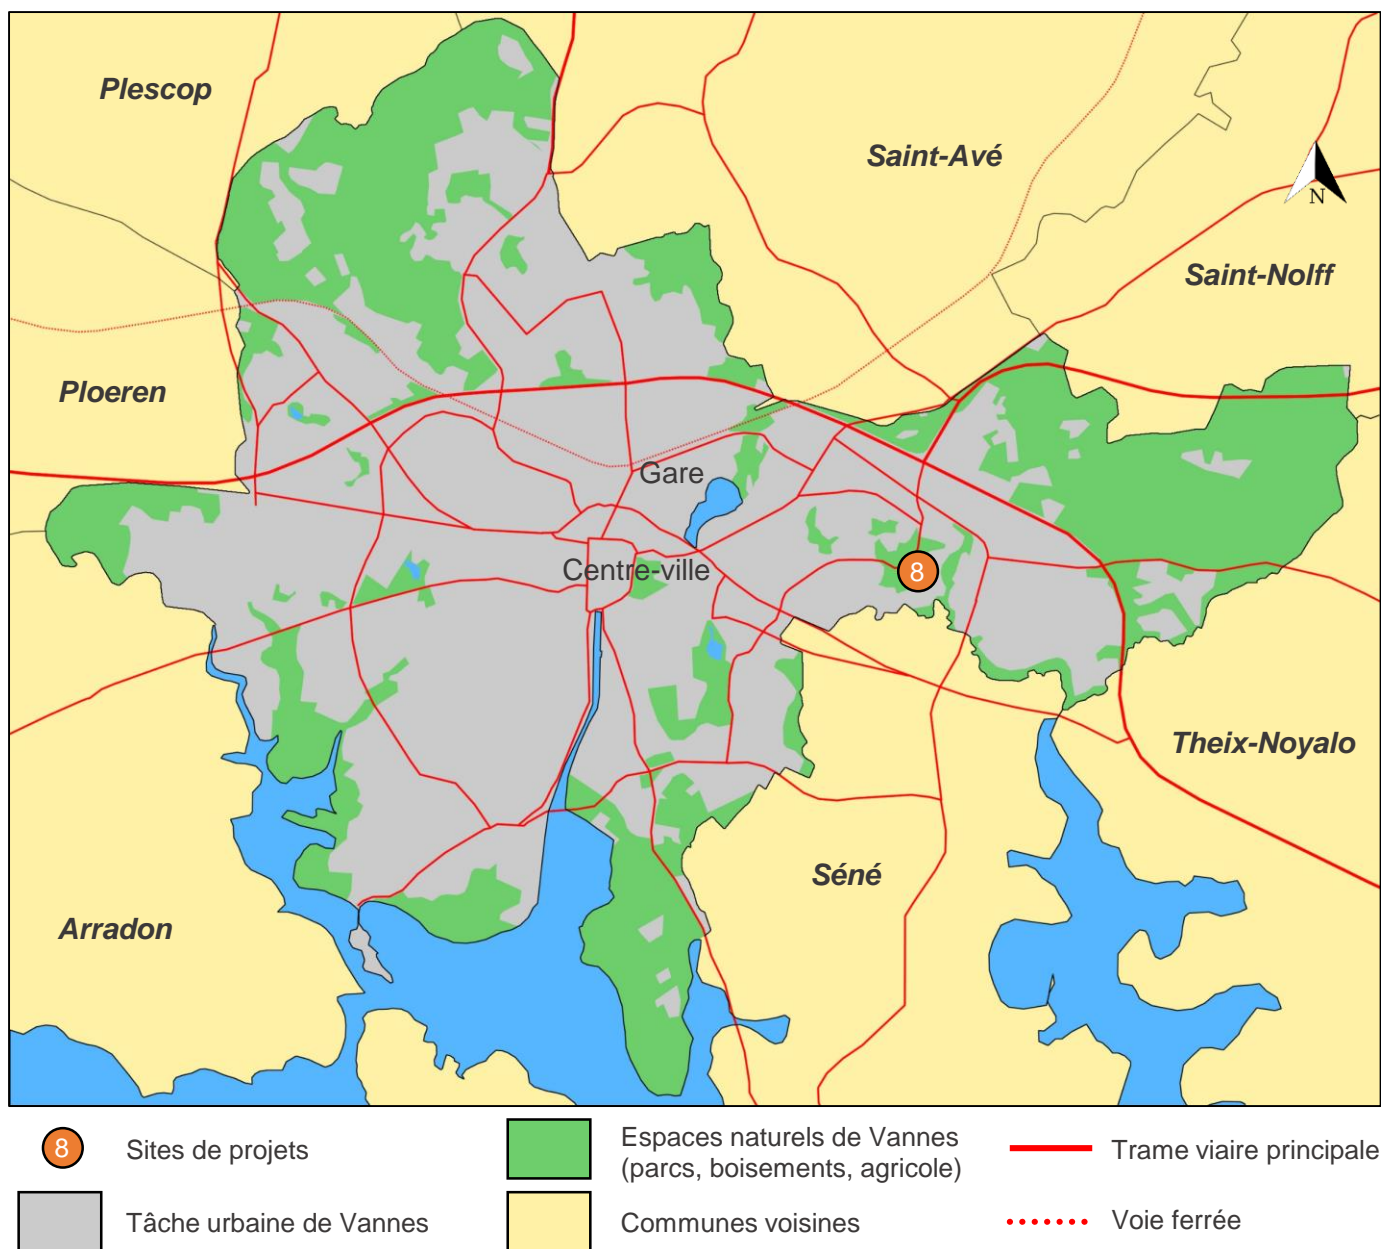 Plescop
Saint-Avé
N
Saint-Nolff
Ploeren
Gare
Centre-ville
8
Theix-Noyalo
Séné
Arradon
8
Sites de projets
Espaces naturels de Vannes
(parcs, boisements, agricole)
Trame viaire principale
Tâche urbaine de Vannes
Communes voisines
Voie ferrée